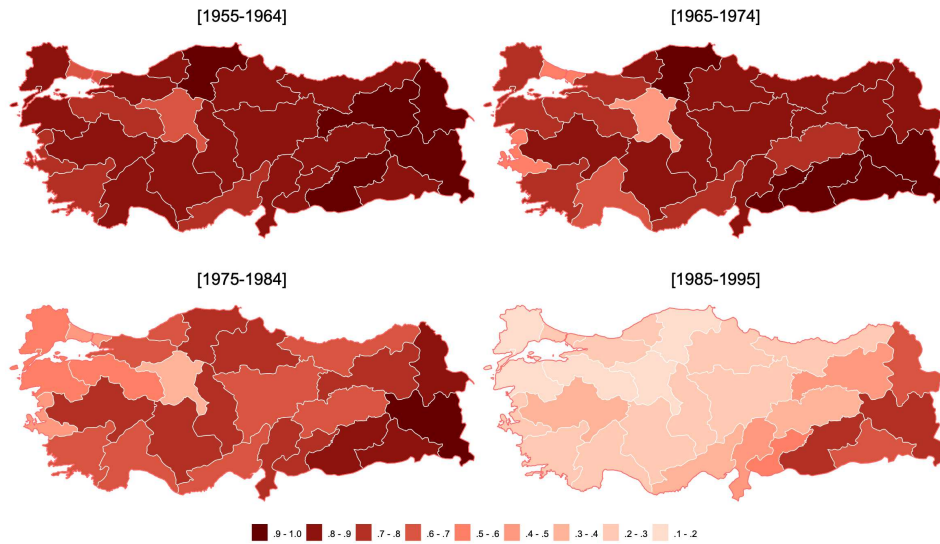 [1955-1964] [1965-1974]
[1975-1984] [1985-1995]
.9 - 1.0 .8 - .9 .7 - .8 .6 - .7 .5 - .6 .4 - .5 .3 - .4 .2 - .3 .1 - .2